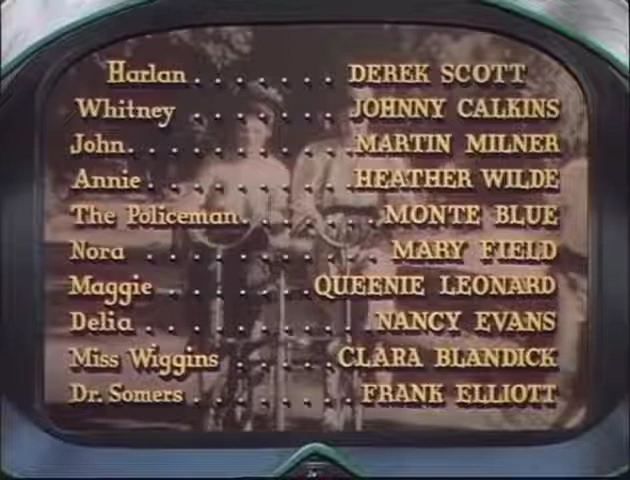 Harlan . . . . . . . DEREK SCOTT
Whitney . . . . . . . JOHNNY CALKINS
John. . . . . . . . . . MARTIN MILNER
Annie . . . . . . . . . HEATHER WILDE
The Policeman. . . . . . MONTE BLUE
Nora . . . . . . . . . . MARY FIELD
Maggie . . . . . . . QUEENIE LEONARD
Delia . . . . . . . . . NANCY EVANS
Miss Wiggins . . . . . CLARA BLANDICK
Dr. Somers . . . . . . . FRANK ELLIOTT